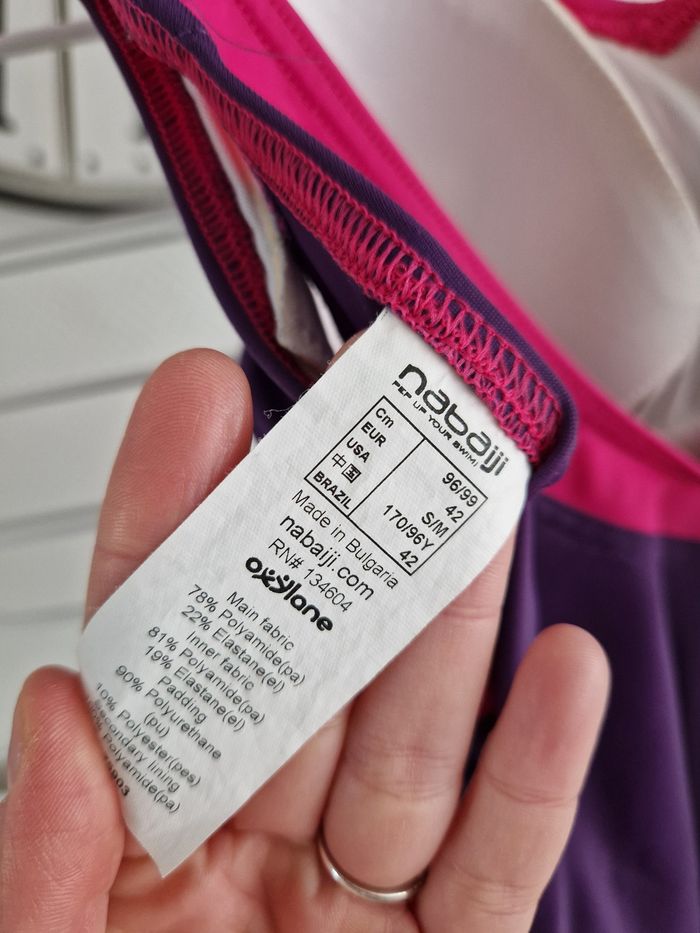 nabaiji
PEP UP YOUR SWIM!
Cm 96/99
EUR 42
USA S/M
中国 170/96Y
BRAZIL 42
Made in Bulgaria
nabaiji.com
RN# 134604
oxylane
Main fabric
78% Polyamide(pa)
22% Elastane(el)
Inner fabric
81% Polyamide(pa)
19% Elastane(el)
Padding
90% Polyurethane
(pu)
10% Polyester(pes)
secondary lining
Polyamide(pa)